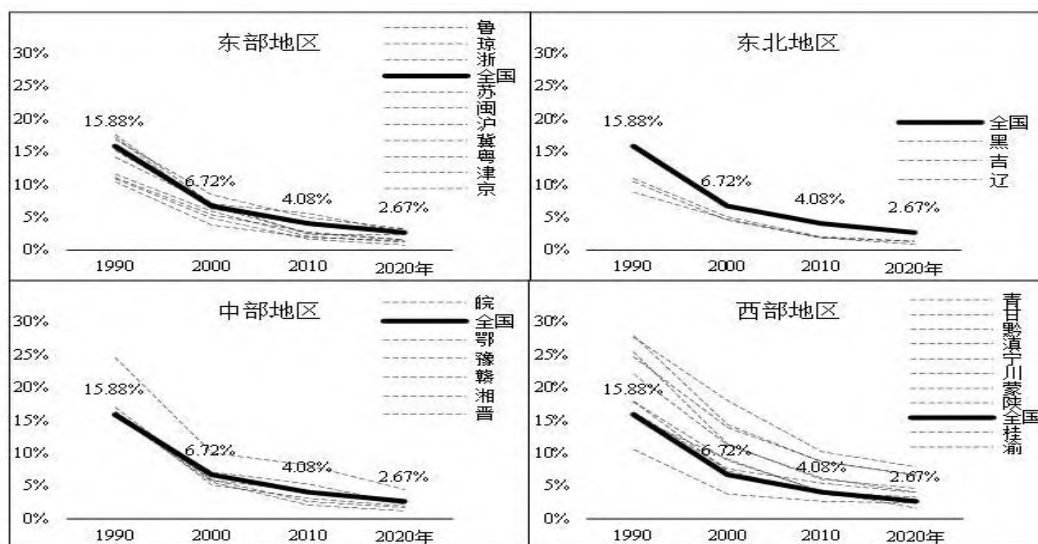 东部地区
30%
25%
20%
15%
10%
5%
0%
15.88%
6.72%
4.08%
2.67%
1990
2000
2010
2020年
鲁
琼
浙
全国
苏
闽
沪
冀
粤
津
京
东北地区
30%
25%
20%
15%
10%
5%
0%
15.88%
6.72%
4.08%
2.67%
1990
2000
2010
2020年
全国
黑
吉
辽
中部地区
30%
25%
20%
15%
10%
5%
0%
15.88%
6.72%
4.08%
2.67%
1990
2000
2010
2020年
皖
全国
鄂
豫
赣
湘
晋
西部地区
30%
25%
20%
15%
10%
5%
0%
15.88%
6.72%
4.08%
2.67%
1990
2000
2010
2020年
青
甘
黔
滇
宁
川
蒙
陕
全国
桂
渝